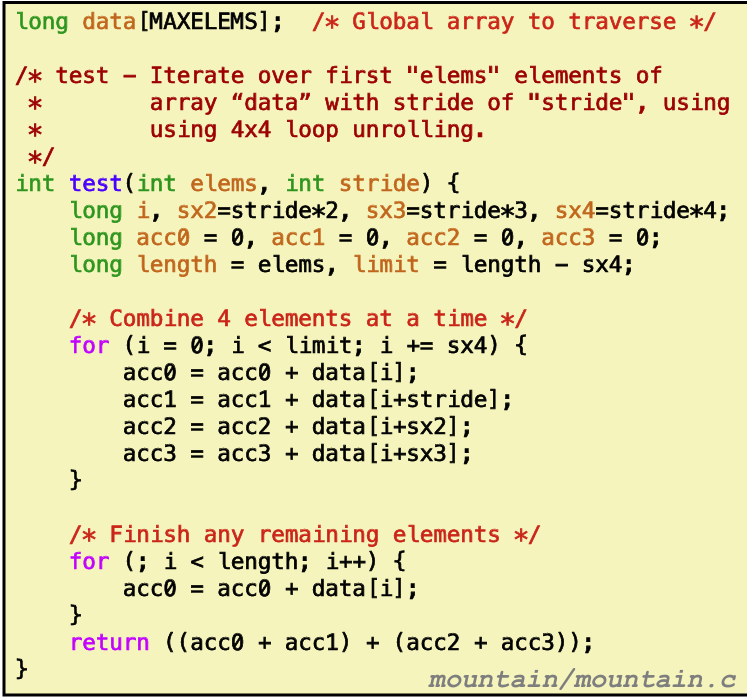 long data[MAXELEMS];  /* Global array to traverse */

/* test – Iterate over first "elems" elements of
 *        array “data” with stride of "stride", using
 *        using 4x4 loop unrolling.
 */
int test(int elems, int stride) {
    long i, sx2=stride*2, sx3=stride*3, sx4=stride*4;
    long acc0 = 0, acc1 = 0, acc2 = 0, acc3 = 0;
    long length = elems, limit = length – sx4;

    /* Combine 4 elements at a time */
    for (i = 0; i < limit; i += sx4) {
        acc0 = acc0 + data[i];
        acc1 = acc1 + data[i+stride];
        acc2 = acc2 + data[i+sx2];
        acc3 = acc3 + data[i+sx3];
    }

    /* Finish any remaining elements */
    for (; i < length; i++) {
        acc0 = acc0 + data[i];
    }
    return ((acc0 + acc1) + (acc2 + acc3));
}
mountain/mountain.c